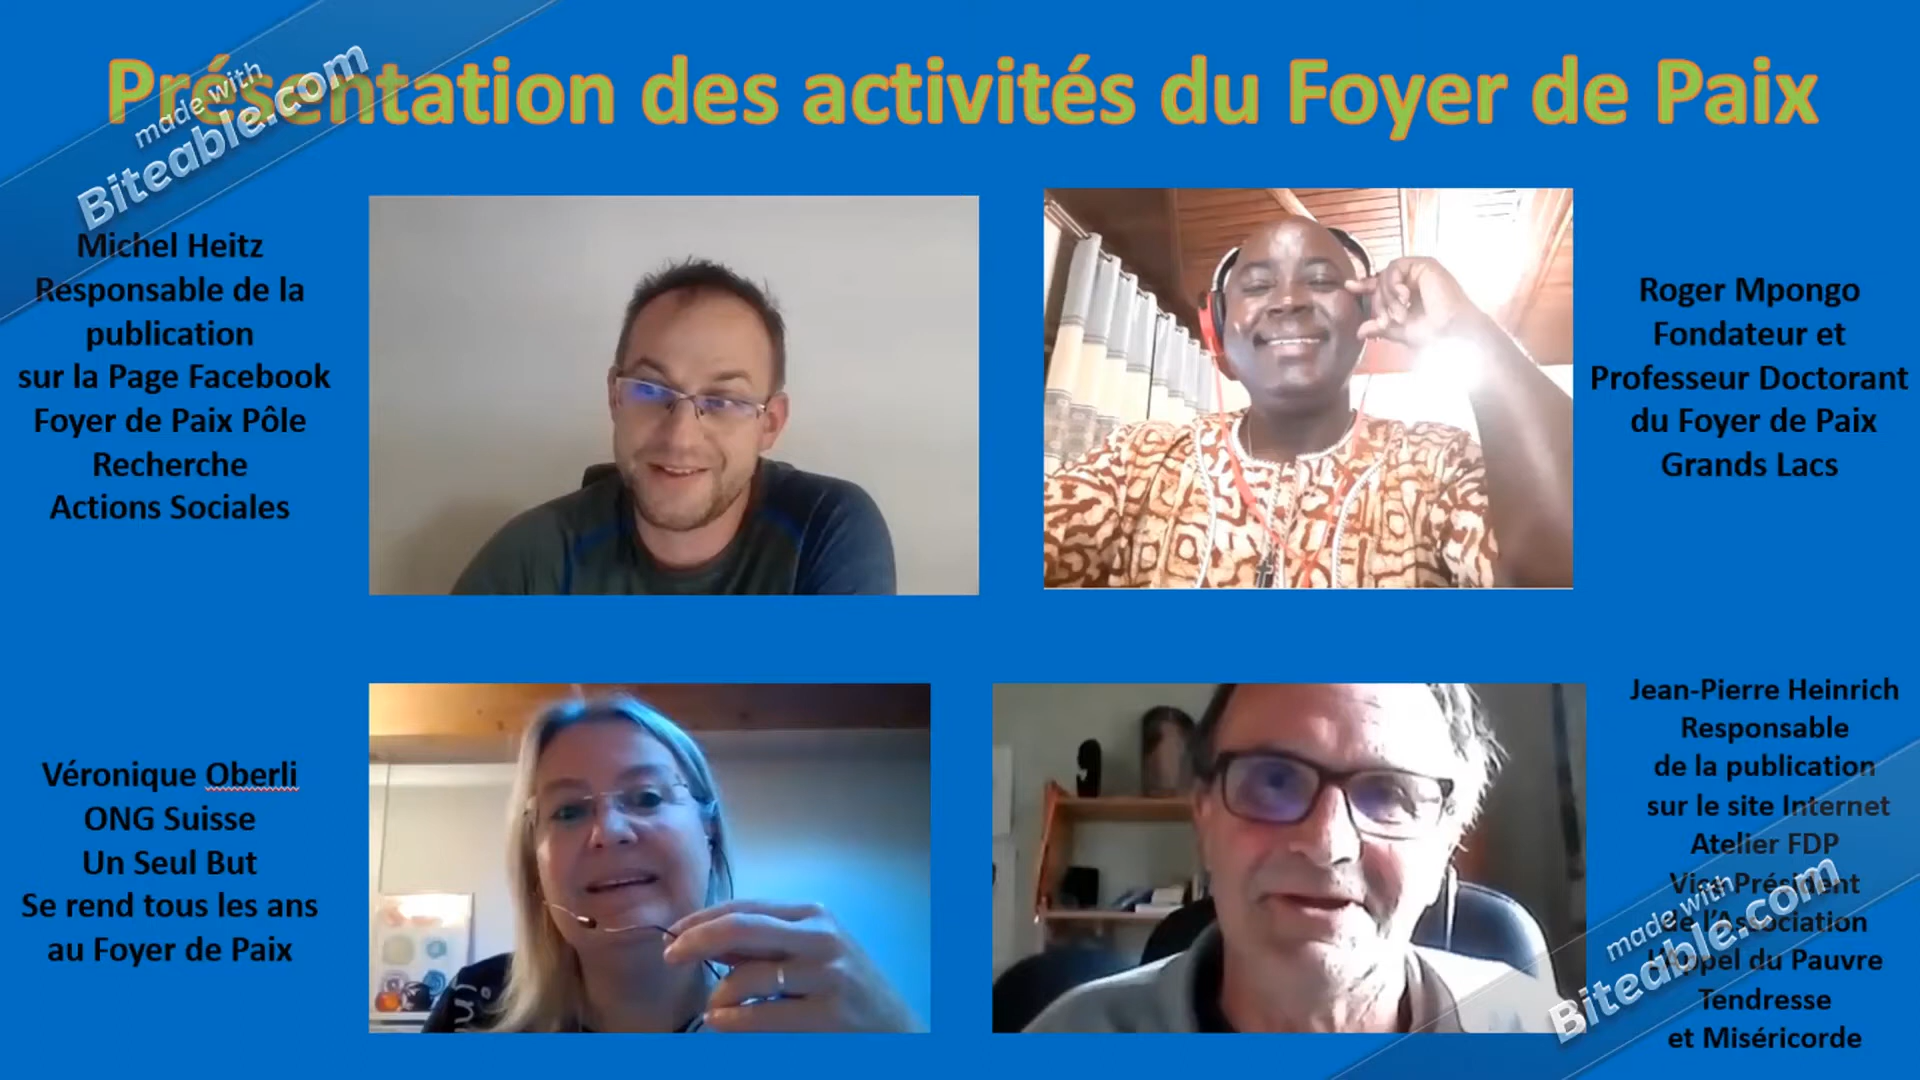 Présentation des activités du Foyer de Paix
made with
Biteable.com
Michel Heitz
Responsable de la
publication
sur la Page Facebook
Foyer de Paix Pôle
Recherche
Actions Sociales
Roger Mpongo
Fondateur et
Professeur Doctorant
du Foyer de Paix
Grands Lacs
Véronique Oberli
ONG Suisse
Un Seul But
Se rend tous les ans
au Foyer de Paix
Jean-Pierre Heinrich
Responsable
de la publication
sur le site Internet
Atelier FDP
Vice Président
de l'Association
L'Appel du Pauvre
Tendresse
et Miséricorde
made with
Biteable.com